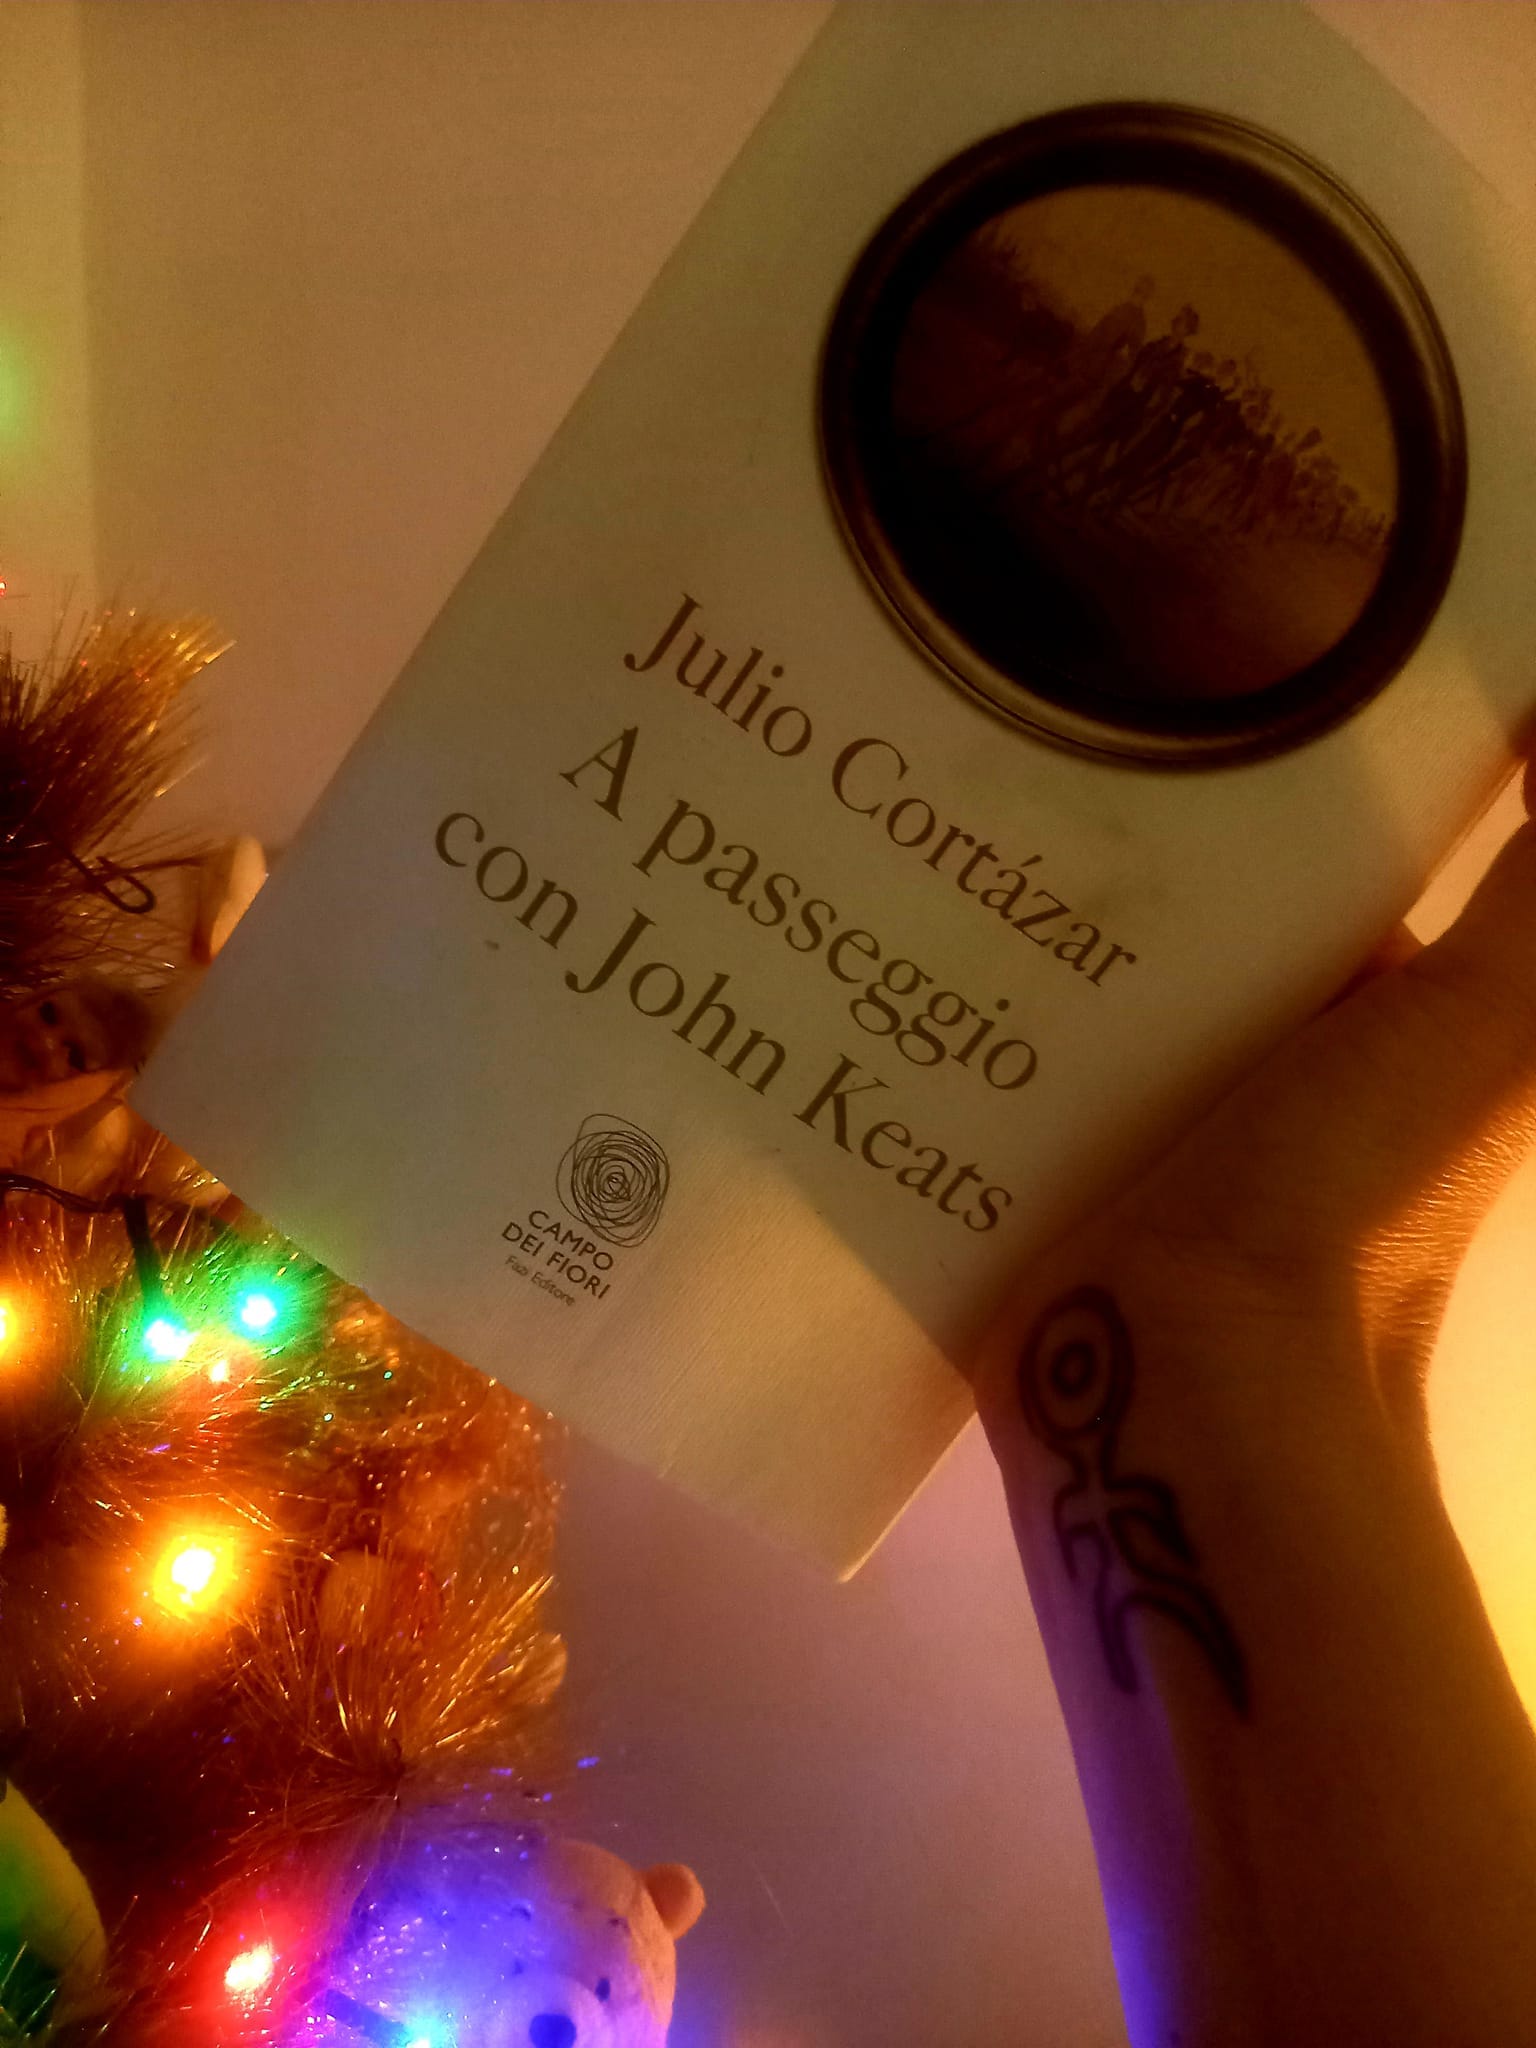 Julio Cortázar
A passeggio
con John Keats
CAMPO
DEI FIORI
Fazi Editore